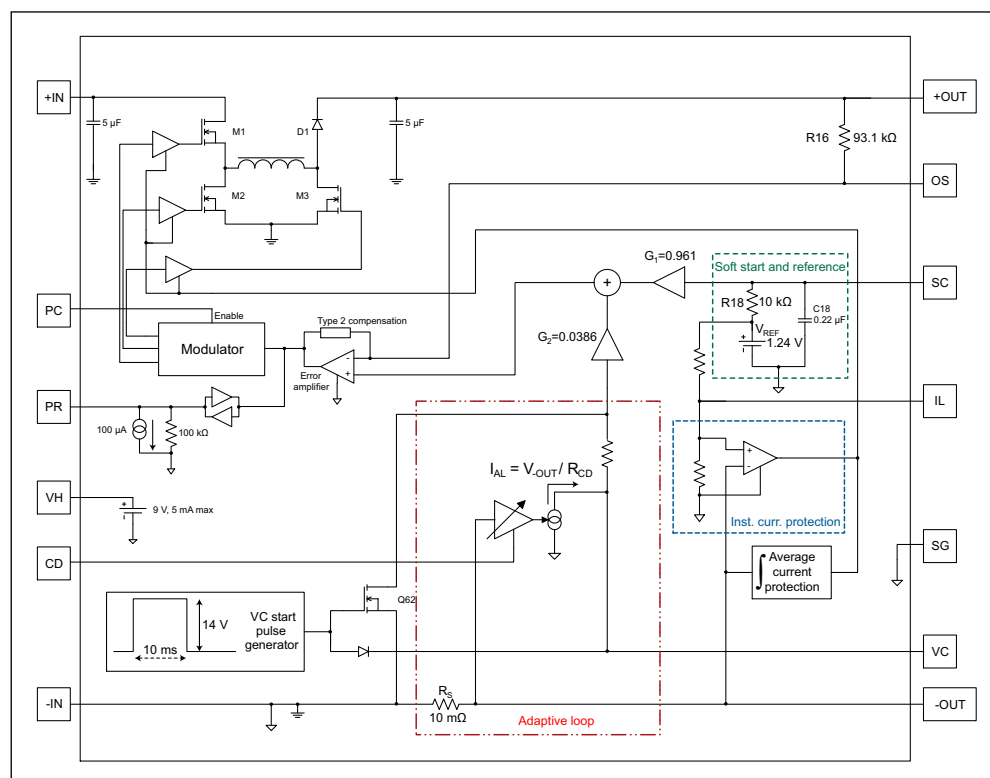 +IN
5 µF
M1
D1
5 µF
+OUT
R16
93.1 kΩ
M2
M3
OS
G1=0.961
Soft start and reference
SC
R18
10 kΩ
C18
0.22 µF
VREF
1.24 V
+
-
PC
Enable
Modulator
Type 2 compensation
-
+
Error
amplifier
+
G2=0.0386
PR
100 µA
100 kΩ
IL
+
-
Inst. curr. protection
IAL = V-OUT/ RCD
VH
+
-
9 V, 5 mA max
SG
∫
Average
current
protection
CD
Q62
14 V
10 ms
VC start
pulse
generator
VC
-IN
RS
10 mΩ
Adaptive loop
-OUT